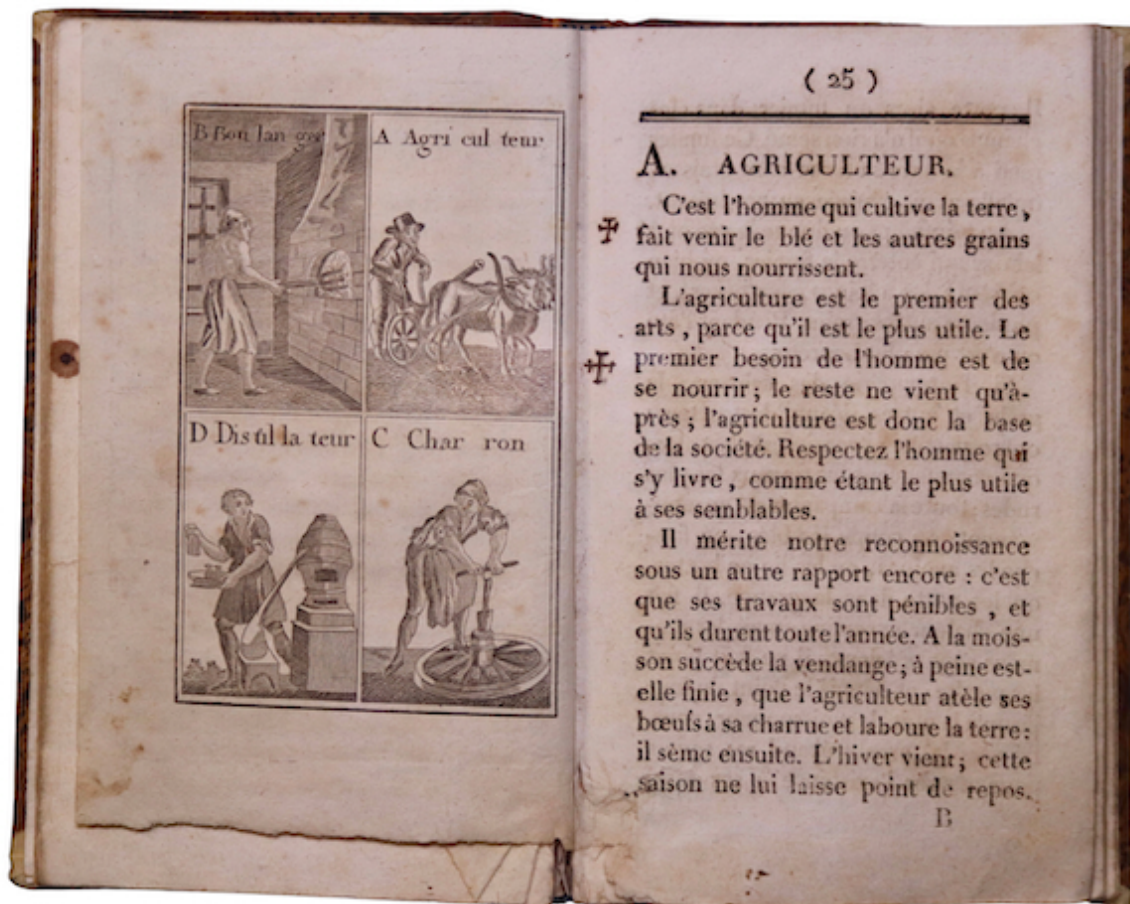 B Bou lan ger
A Agri cul teur
D Dis til la teur
C Char ron
( 25 )
A. AGRICULTEUR.
C'est l'homme qui cultive la terre,
fait venir le blé et les autres grains
qui nous nourrissent.
L'agriculture est le premier des
arts, parce qu'il est le plus utile. Le
premier besoin de l'homme est de
se nourrir; le reste ne vient qu'à-
près; l'agriculture est donc la base
de la société. Respectez l'homme qui
s'y livre, comme étant le plus utile
à ses semblables.
Il mérite notre reconnoissance
sous un autre rapport encore : c'est
que ses travaux sont pénibles, et
qu'ils durent toute l'année. A la mois-
son succède la vendange; à peine est-
elle finie, que l'agriculteur atèle ses
bœufs à sa charrue et laboure la terre:
il sème ensuite. L'hiver vient; cette
saison ne lui laisse point de repos.
B